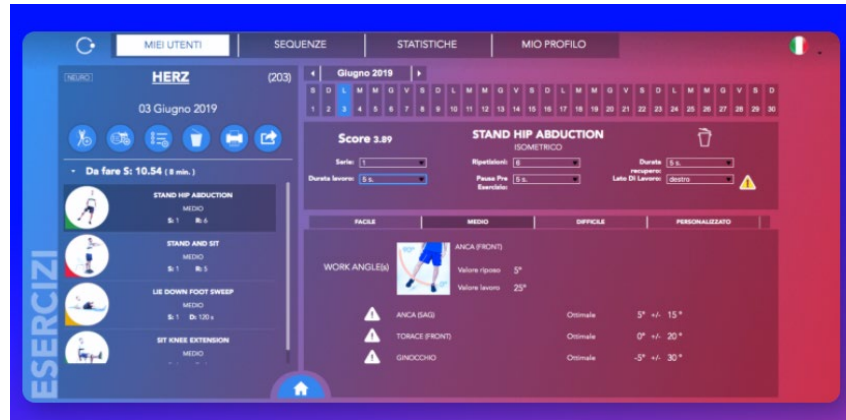 MIEI UTENTI SEQUENZE STATISTICHE MIO PROFILO
NEURO HERZ (203)
03 Giugno 2019
Da fare S: 10.54 ( 8 min. )
STAND HIP ABDUCTION
MEDIO
S: 1 R: 6
STAND AND SIT
MEDIO
S: 1 R: 5
LIE DOWN FOOT SWEEP
MEDIO
S: 1 D: 120 s
SIT KNEE EXTENSION
MEDIO
ESERCIZI
Giugno 2019
S D L M M G V S D L M M G V S D L M M G V S D L M M G V S D
1 2 3 4 5 6 7 8 9 10 11 12 13 14 15 16 17 18 19 20 21 22 23 24 25 26 27 28 29 30
Score 3.89
STAND HIP ABDUCTION
ISOMETRICO
Serie: 1 Ripetizioni: 6 Durata recupero: 5 s.
Durata lavoro: 5 s. Pausa Pre Esercizio: 5 s. Lato Di Lavoro: destro
FACILE MEDIO DIFFICILE PERSONALIZZATO
WORK ANGLE(s)
ANCA (FRONT)
Valore riposo 5°
Valore lavoro 25°
ANCA (SAG) Ottimale 5° +/- 15 °
TORACE (FRONT) Ottimale 0° +/- 20 °
GINOCCHIO Ottimale -5° +/- 30 °